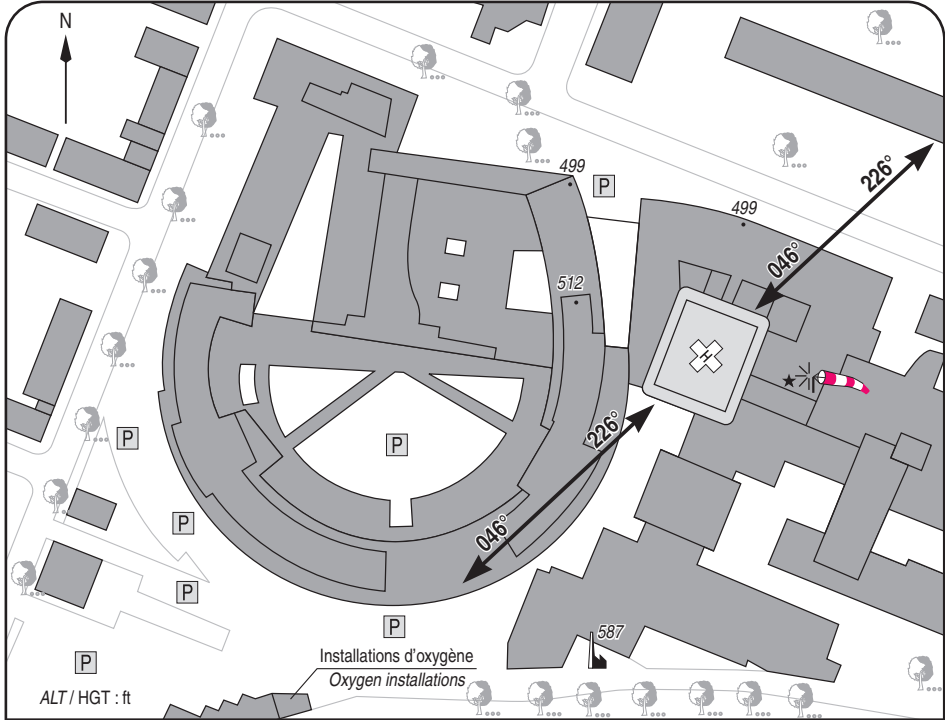 N
499
P
499
226°
046°
512
H
P
P
226°
046°
P
P
P
587
Installations d'oxygène
Oxygen installations
P
ALT / HGT : ft